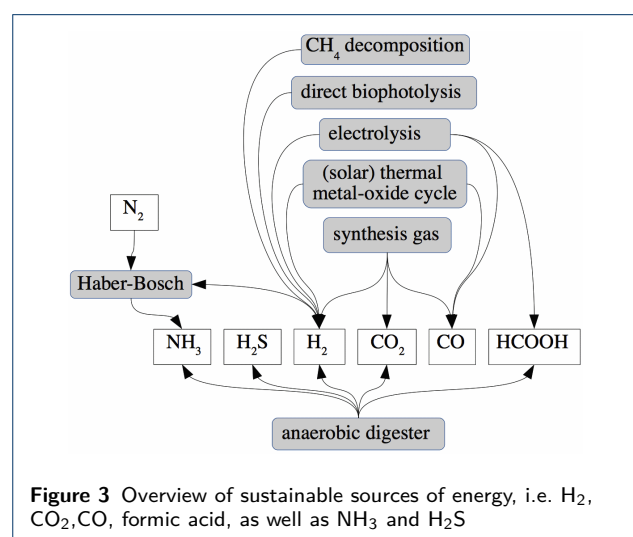 CH₄ decomposition
direct biophotolysis
electrolysis
(solar) thermal
metal-oxide cycle
N₂
synthesis gas
Haber-Bosch
NH₃ H₂S H₂ CO₂ CO HCOOH
anaerobic digester
Figure 3 Overview of sustainable sources of energy, i.e. H₂,
CO₂,CO, formic acid, as well as NH₃ and H₂S